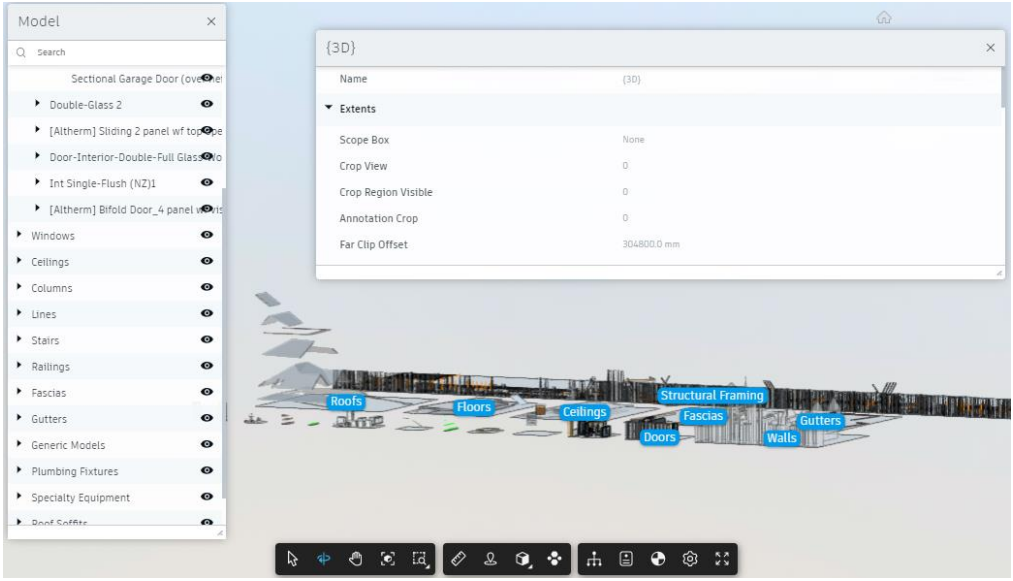 Model
Search
Sectional Garage Door (ove
Double-Glass 2
[Altherm] Sliding 2 panel wf top
Door-Interior-Double-Full Glass
Int Single-Flush (NZ)1
[Altherm] Bifold Door_4 panel
Windows
Ceilings
Columns
Lines
Stairs
Railings
Fascias
Gutters
Generic Models
Plumbing Fixtures
Specialty Equipment
Roof Soffits
{3D}
Name {3D}
Extents
Scope Box None
Crop View 0
Crop Region Visible 0
Annotation Crop 0
Far Clip Offset 304800.0 mm
Structural Framing
Roofs
Floors
Ceilings
Fascias
Gutters
Doors
Walls